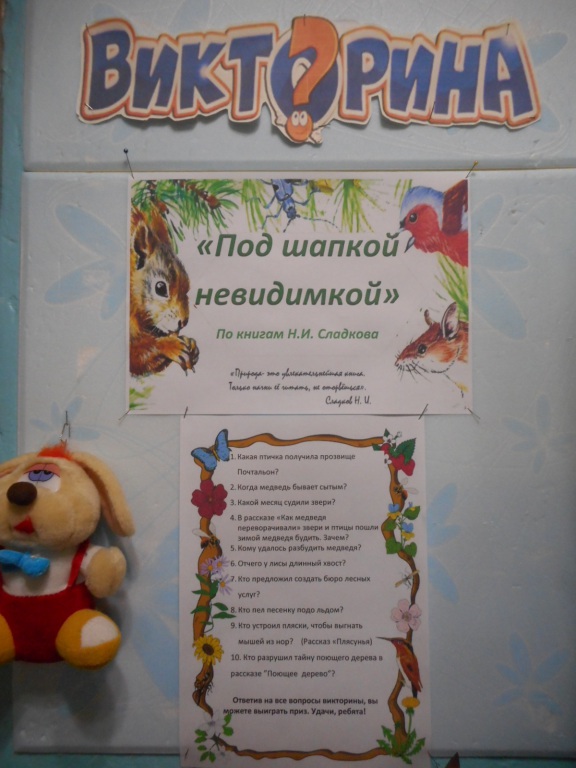 ВИКТОРИНА
«Под шапкой
невидимкой»
По книгам Н.И. Сладкова
«Природа- это увлекательнейшая книга.
Только начни её читать, не оторвёшься».
Сладков Н. И.
1. Какая птичка получила прозвище
Почтальон?
2. Когда медведь бывает сытым?
3. Какой месяц судили звери?
4. В рассказе «Как медведя
переворачивали» звери и птицы пошли
зимой медведя будить. Зачем?
5. Кому удалось разбудить медведя?
6. Отчего у лисы длинный хвост?
7. Кто предложил создать бюро лесных
услуг?
8. Кто пел песенку подо льдом?
9. Кто устроил пляски, чтобы выгнать
мышей из нор? (Рассказ «Плясунья»)
10. Кто разрушил тайну поющего дерева в
рассказе "Поющее дерево"?
Ответив на все вопросы викторины, вы
можете выиграть приз. Удачи, ребята!